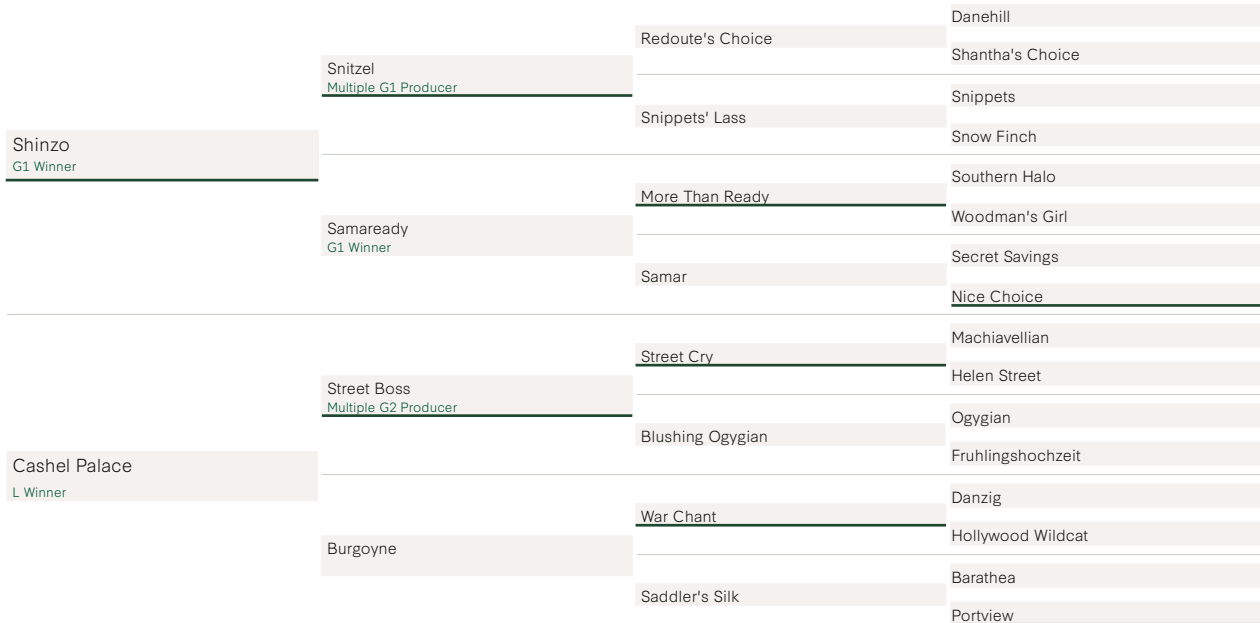 Shinzo
G1 Winner
Cashel Palace
L Winner
Snitzel
Multiple G1 Producer
Samaready
G1 Winner
Street Boss
Multiple G2 Producer
Burgoyne
Redoute's Choice
Snippets' Lass
More Than Ready
Samar
Street Cry
Blushing Ogygian
War Chant
Saddler's Silk
Danehill
Shantha's Choice
Snippets
Snow Finch
Southern Halo
Woodman's Girl
Secret Savings
Nice Choice
Machiavellian
Helen Street
Ogygian
Fruhlingshochzeit
Danzig
Hollywood Wildcat
Barathea
Portview